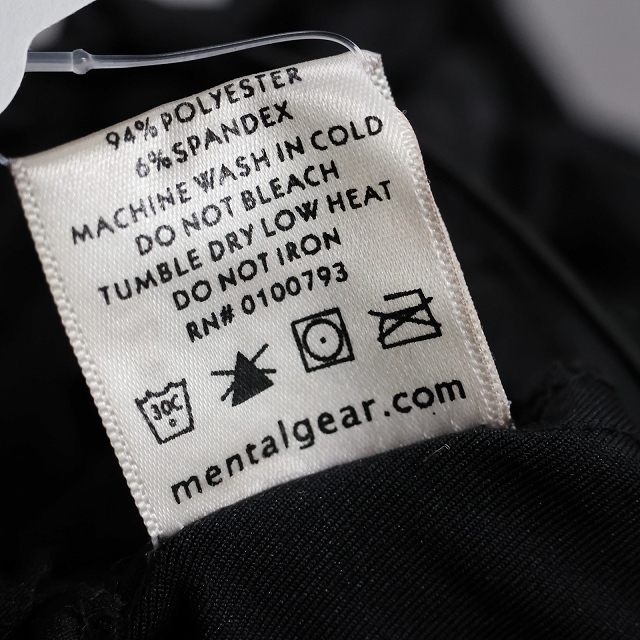 94% POLYESTER
6% SPANDEX
MACHINE WASH IN COLD
DO NOT BLEACH
TUMBLE DRY LOW HEAT
DO NOT IRON
RN# 0100793
30C
mentalgear.com